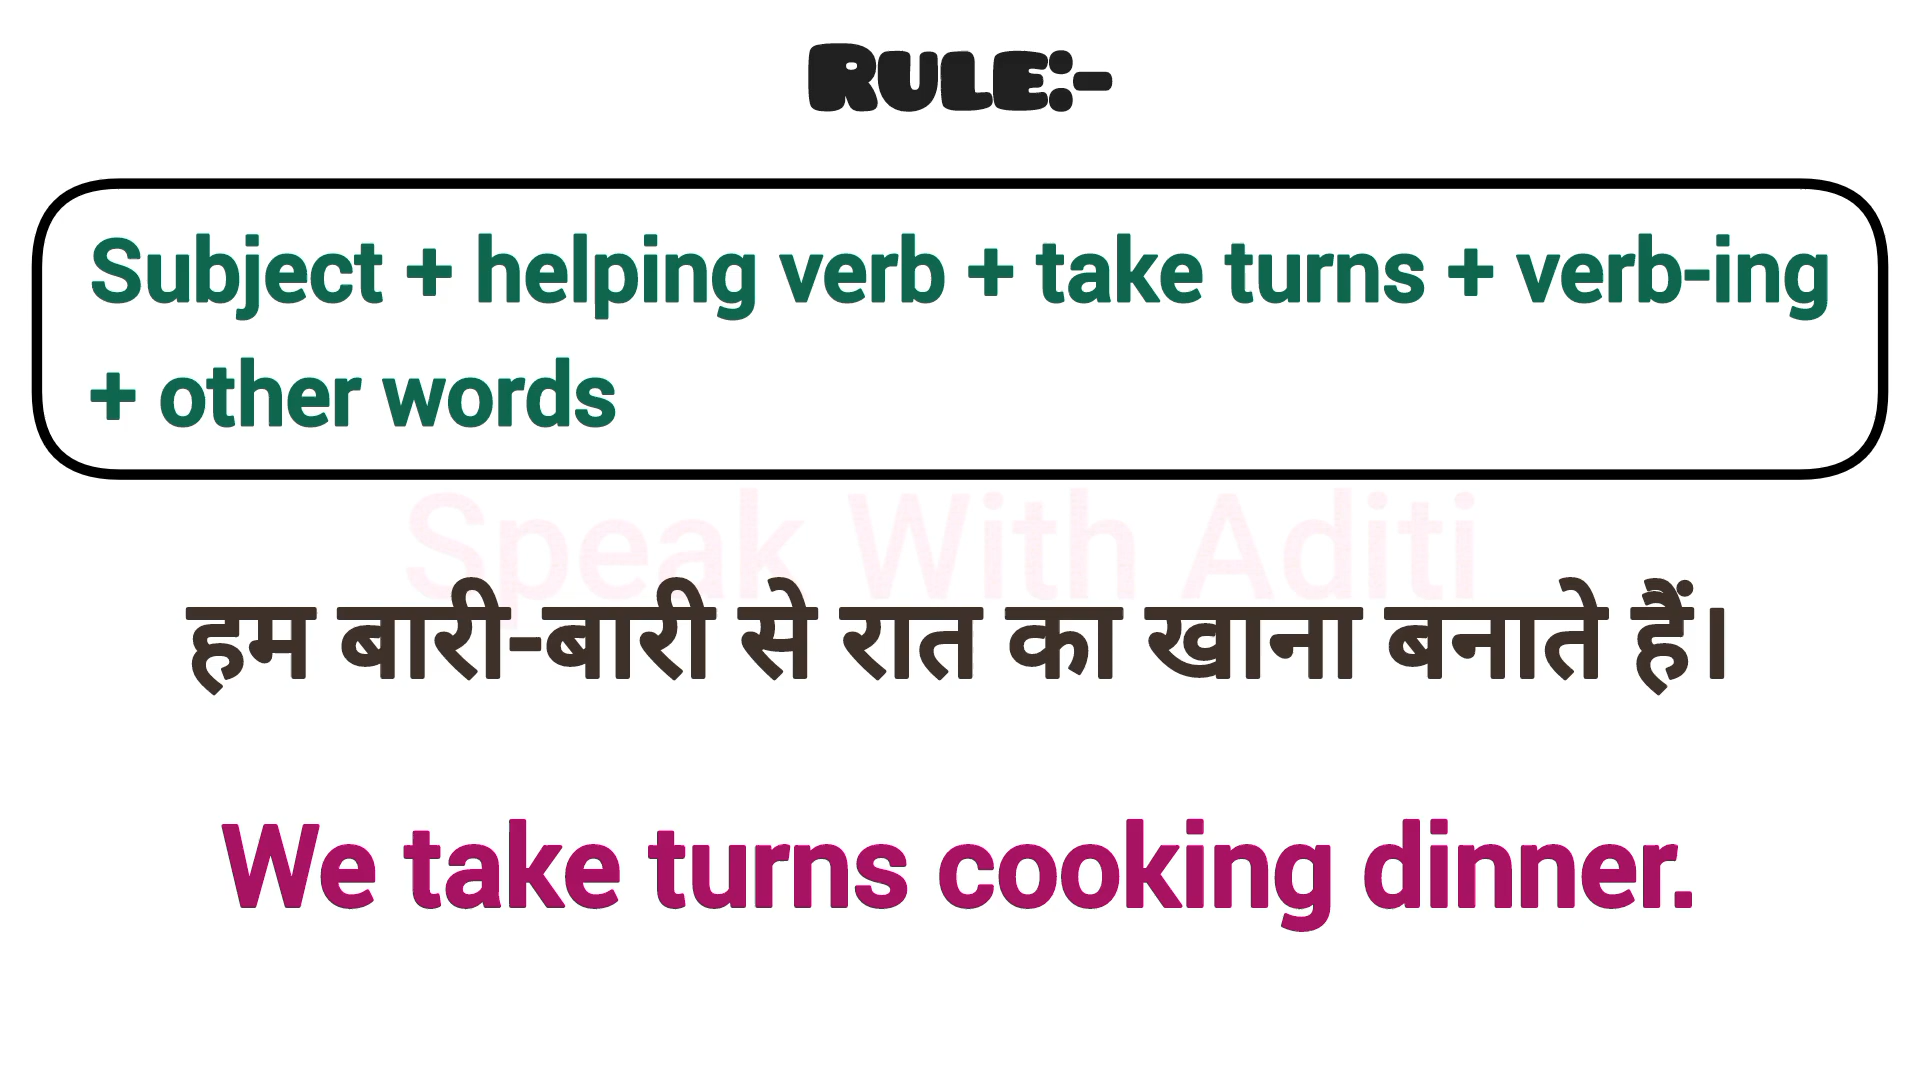 Rule:-
Subject + helping verb + take turns + verb-ing
+ other words
Speak With Aditi
हम बारी-बारी से रात का खाना बनाते हैं।
We take turns cooking dinner.